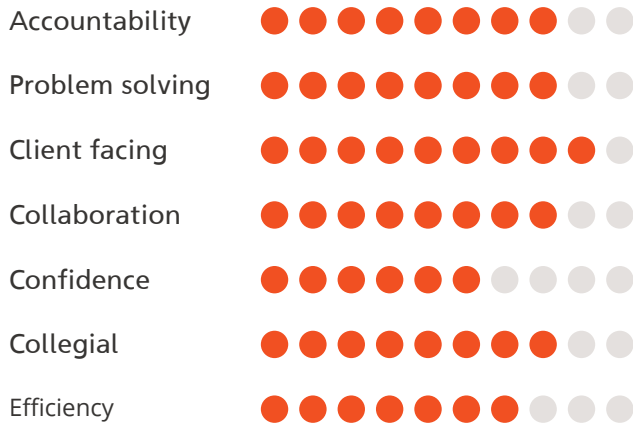 Accountability
Problem solving
Client facing
Collaboration
Confidence
Collegial
Efficiency